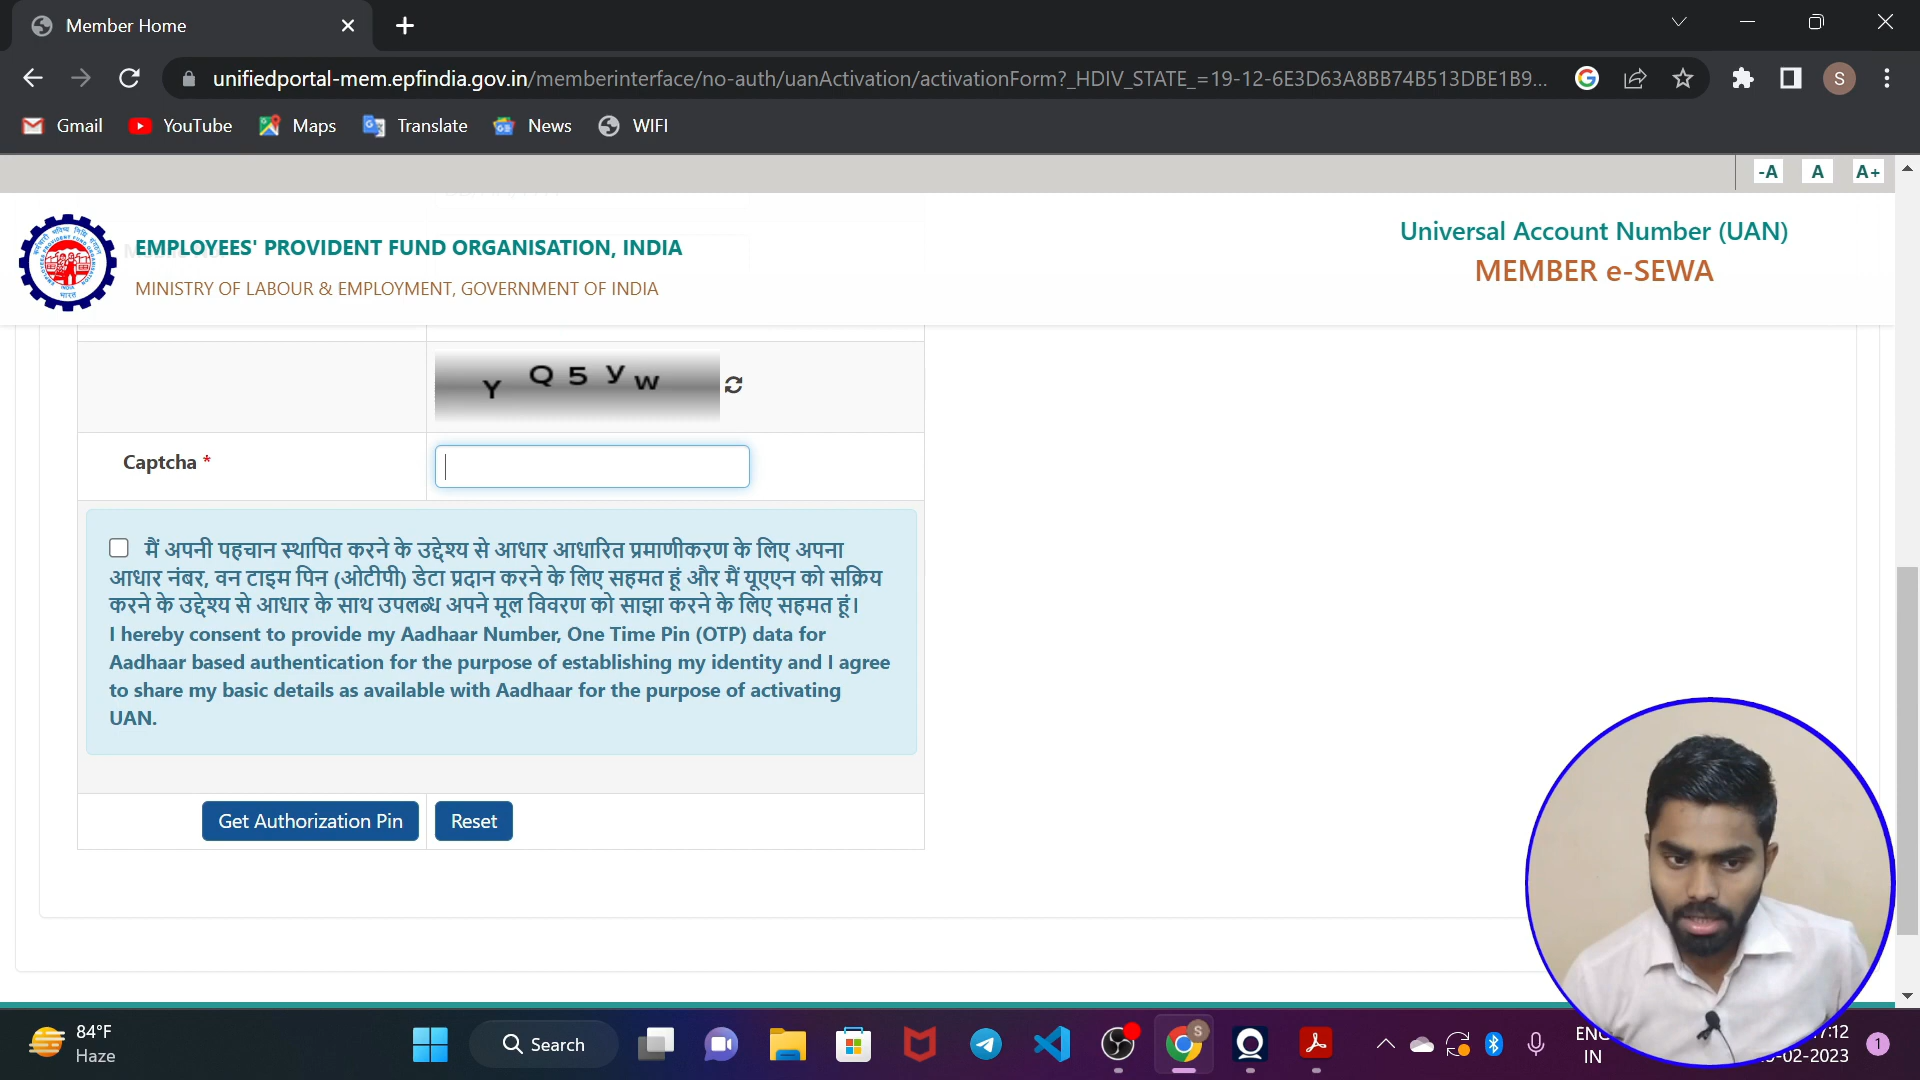 Member Home
unifiedportal-mem.epfindia.gov.in/memberinterface/no-auth/uanActivation/activationForm?_HDIV_STATE_=19-12-6E3D63A8BB74B513DBE1B9...
S
Gmail YouTube Maps Translate News WIFI
-A A A+
EMPLOYEES' PROVIDENT FUND ORGANISATION, INDIA
MINISTRY OF LABOUR & EMPLOYMENT, GOVERNMENT OF INDIA
Universal Account Number (UAN)
MEMBER e-SEWA
Y Q 5 y w
Captcha *
मैं अपनी पहचान स्थापित करने के उद्देश्य से आधार आधारित प्रमाणीकरण के लिए अपना
आधार नंबर, वन टाइम पिन (ओटीपी) डेटा प्रदान करने के लिए सहमत हूं और मैं यूएएन को सक्रिय
करने के उद्देश्य से आधार के साथ उपलब्ध अपने मूल विवरण को साझा करने के लिए सहमत हूं।
I hereby consent to provide my Aadhaar Number, One Time Pin (OTP) data for
Aadhaar based authentication for the purpose of establishing my identity and I agree
to share my basic details as available with Aadhaar for the purpose of activating
UAN.
Get Authorization Pin Reset
84°F
Haze
Search
S
IN
-02-2023
1